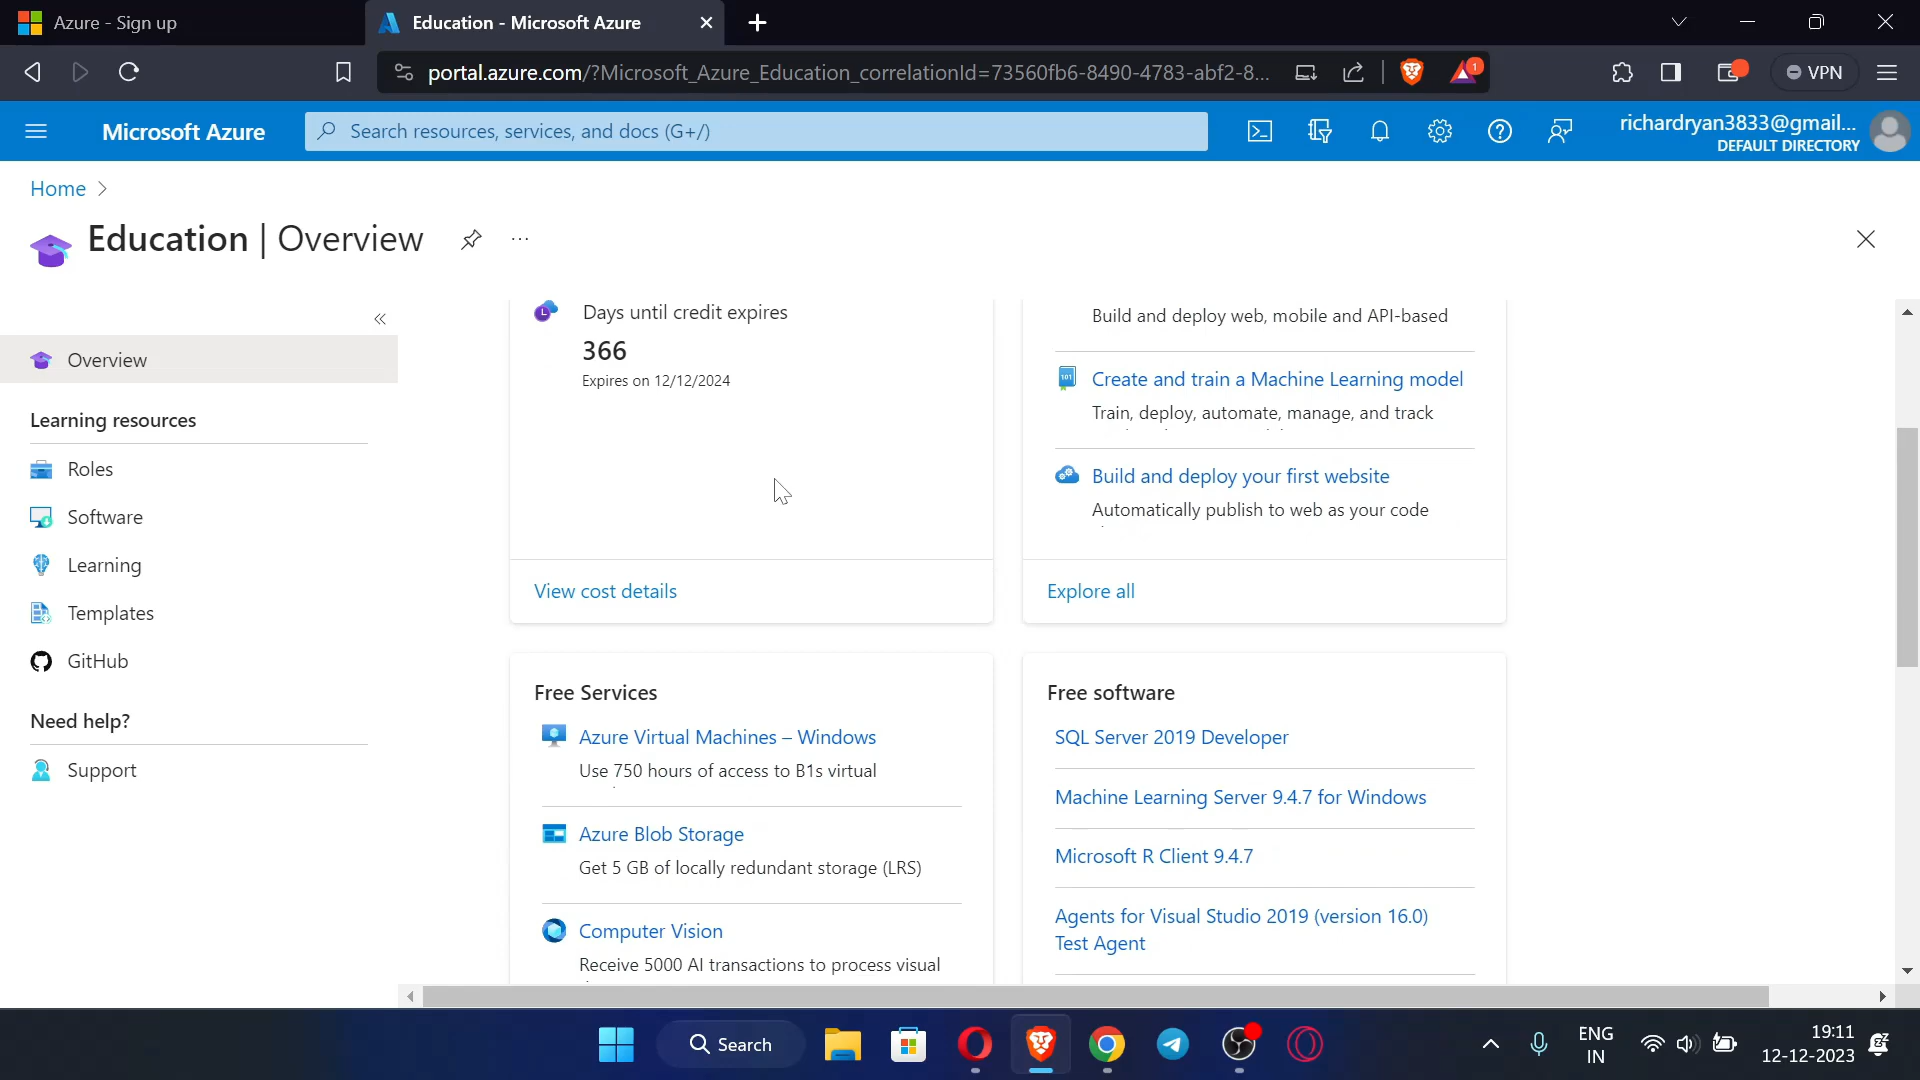 Azure - Sign up
Education - Microsoft Azure
portal.azure.com/?Microsoft_Azure_Education_correlationId=73560fb6-8490-4783-abf2-8...
1
VPN
Microsoft Azure
Search resources, services, and docs (G+/)
richardryan3833@gmail...
DEFAULT DIRECTORY
Home
Education | Overview
...
Overview
Learning resources
Roles
Software
Learning
Templates
GitHub
Need help?
Support
Days until credit expires
366
Expires on 12/12/2024
View cost details
Build and deploy web, mobile and API-based
Create and train a Machine Learning model
Train, deploy, automate, manage, and track
Build and deploy your first website
Automatically publish to web as your code
Explore all
Free Services
Azure Virtual Machines – Windows
Use 750 hours of access to B1s virtual
Azure Blob Storage
Get 5 GB of locally redundant storage (LRS)
Computer Vision
Receive 5000 AI transactions to process visual
Free software
SQL Server 2019 Developer
Machine Learning Server 9.4.7 for Windows
Microsoft R Client 9.4.7
Agents for Visual Studio 2019 (version 16.0)
Test Agent
Search
ENG
IN
19:11
12-12-2023